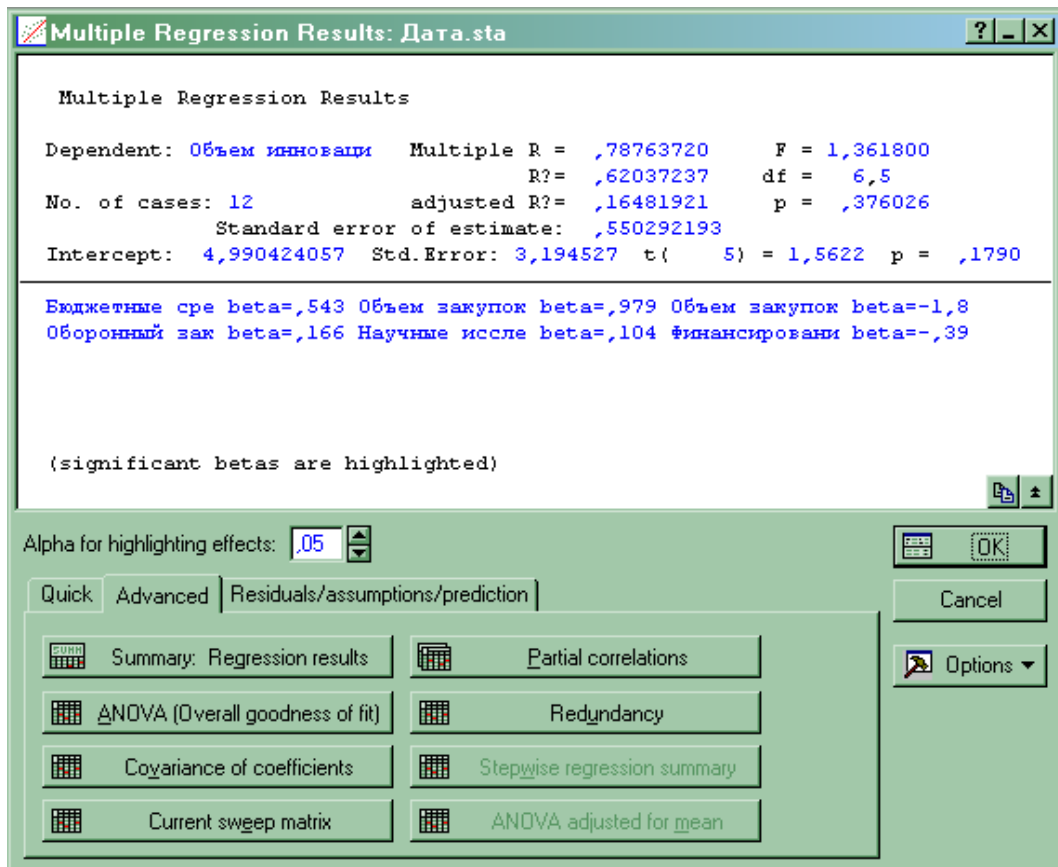 Multiple Regression Results: Дата.sta
Multiple Regression Results
Dependent: Объем инноваци Multiple R = ,78763720 F = 1,361800
R?= ,62037237 df = 6,5
No. of cases: 12 adjusted R?= ,16481921 p = ,376026
Standard error of estimate: ,550292193
Intercept: 4,990424057 Std.Error: 3,194527 t( 5) = 1,5622 p = ,1790
Бюджетные сре beta=,543 Объем закупок beta=,979 Объем закупок beta=-1,8
Оборонный зак beta=,166 Научные иссле beta=,104 Финансировани beta=-,39
(significant betas are highlighted)
Alpha for highlighting effects: ,05
OK
Quick Advanced Residuals/assumptions/prediction
Cancel
Summary: Regression results Partial correlations
Options
ANOVA (Overall goodness of fit) Redundancy
Covariance of coefficients Stepwise regression summary
Current sweep matrix ANOVA adjusted for mean